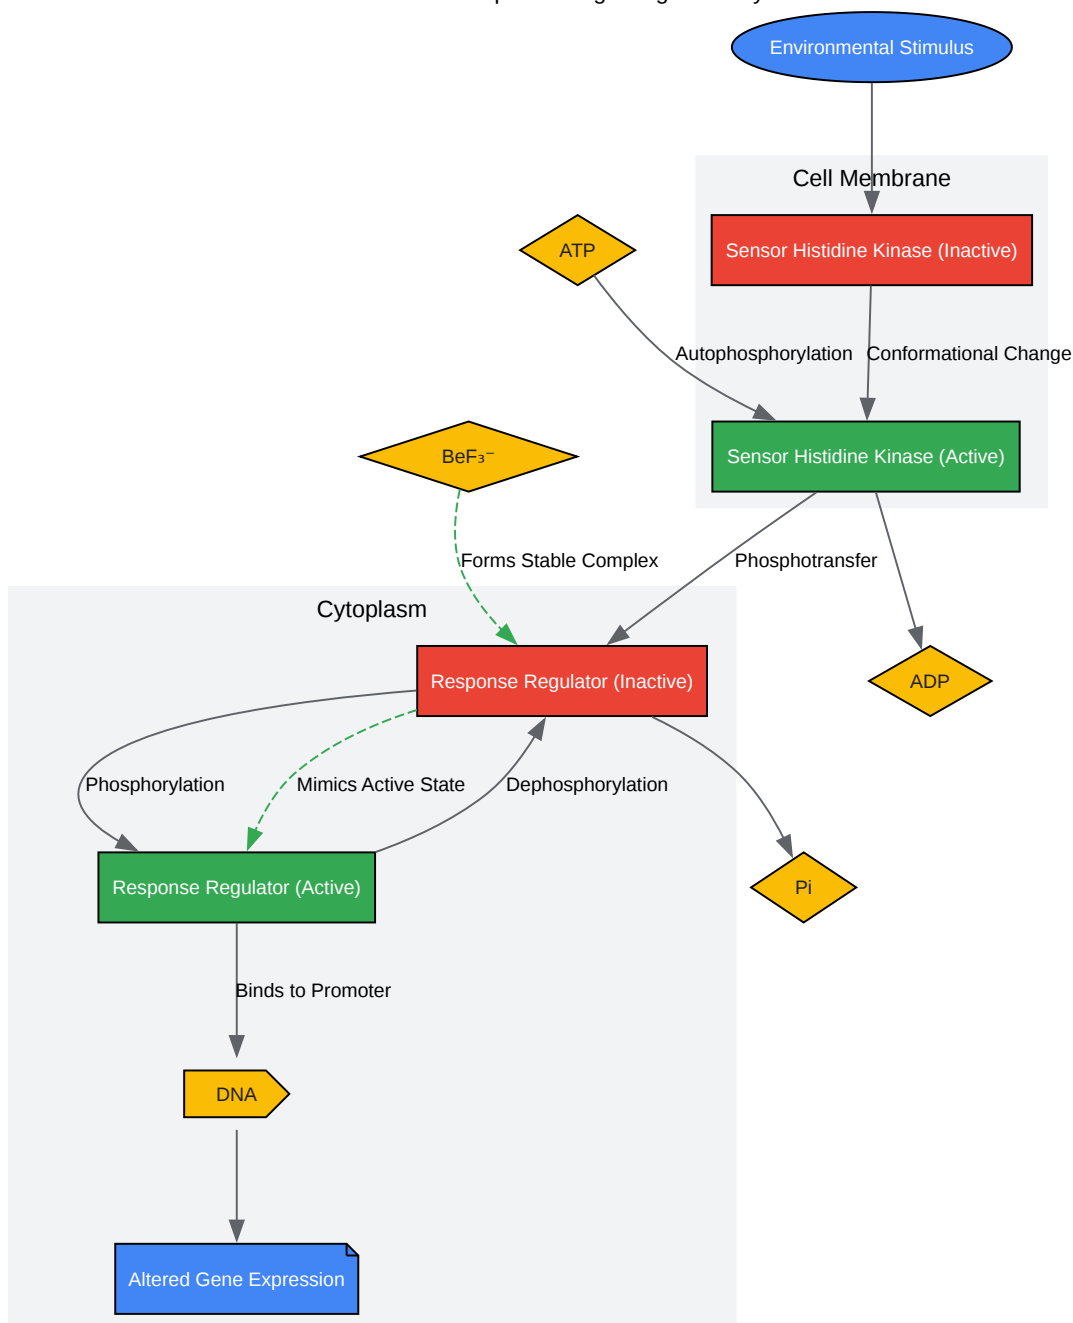 Environmental Stimulus
Cell Membrane
ATP
Sensor Histidine Kinase (Inactive)
Autophosphorylation
Conformational Change
BeF₃⁻
Sensor Histidine Kinase (Active)
Forms Stable Complex
Phosphotransfer
Cytoplasm
Response Regulator (Inactive)
ADP
Phosphorylation
Mimics Active State
Dephosphorylation
Response Regulator (Active)
Pi
Binds to Promoter
DNA
Altered Gene Expression